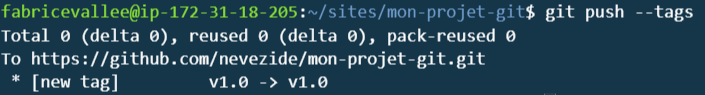 fabricevallee@ip-172-31-18-205:~/sites/mon-projet-git$ git push --tags
Total 0 (delta 0), reused 0 (delta 0), pack-reused 0
To https://github.com/nevezide/mon-projet-git.git
 * [new tag]         v1.0 -> v1.0